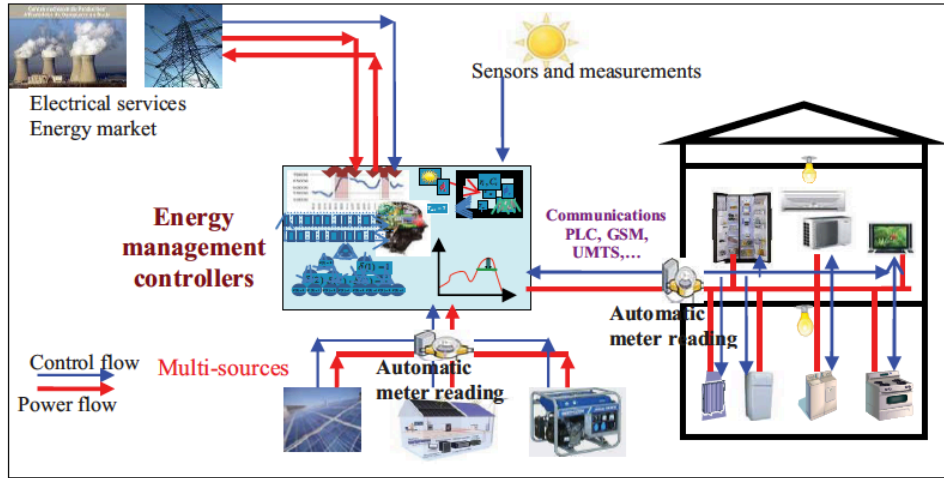 Electrical services
Energy market
Sensors and measurements
Energy
management
controllers
Communications
PLC, GSM,
UMTS,…
Automatic
meter reading
Control flow
Power flow
Multi-sources
Automatic
meter reading